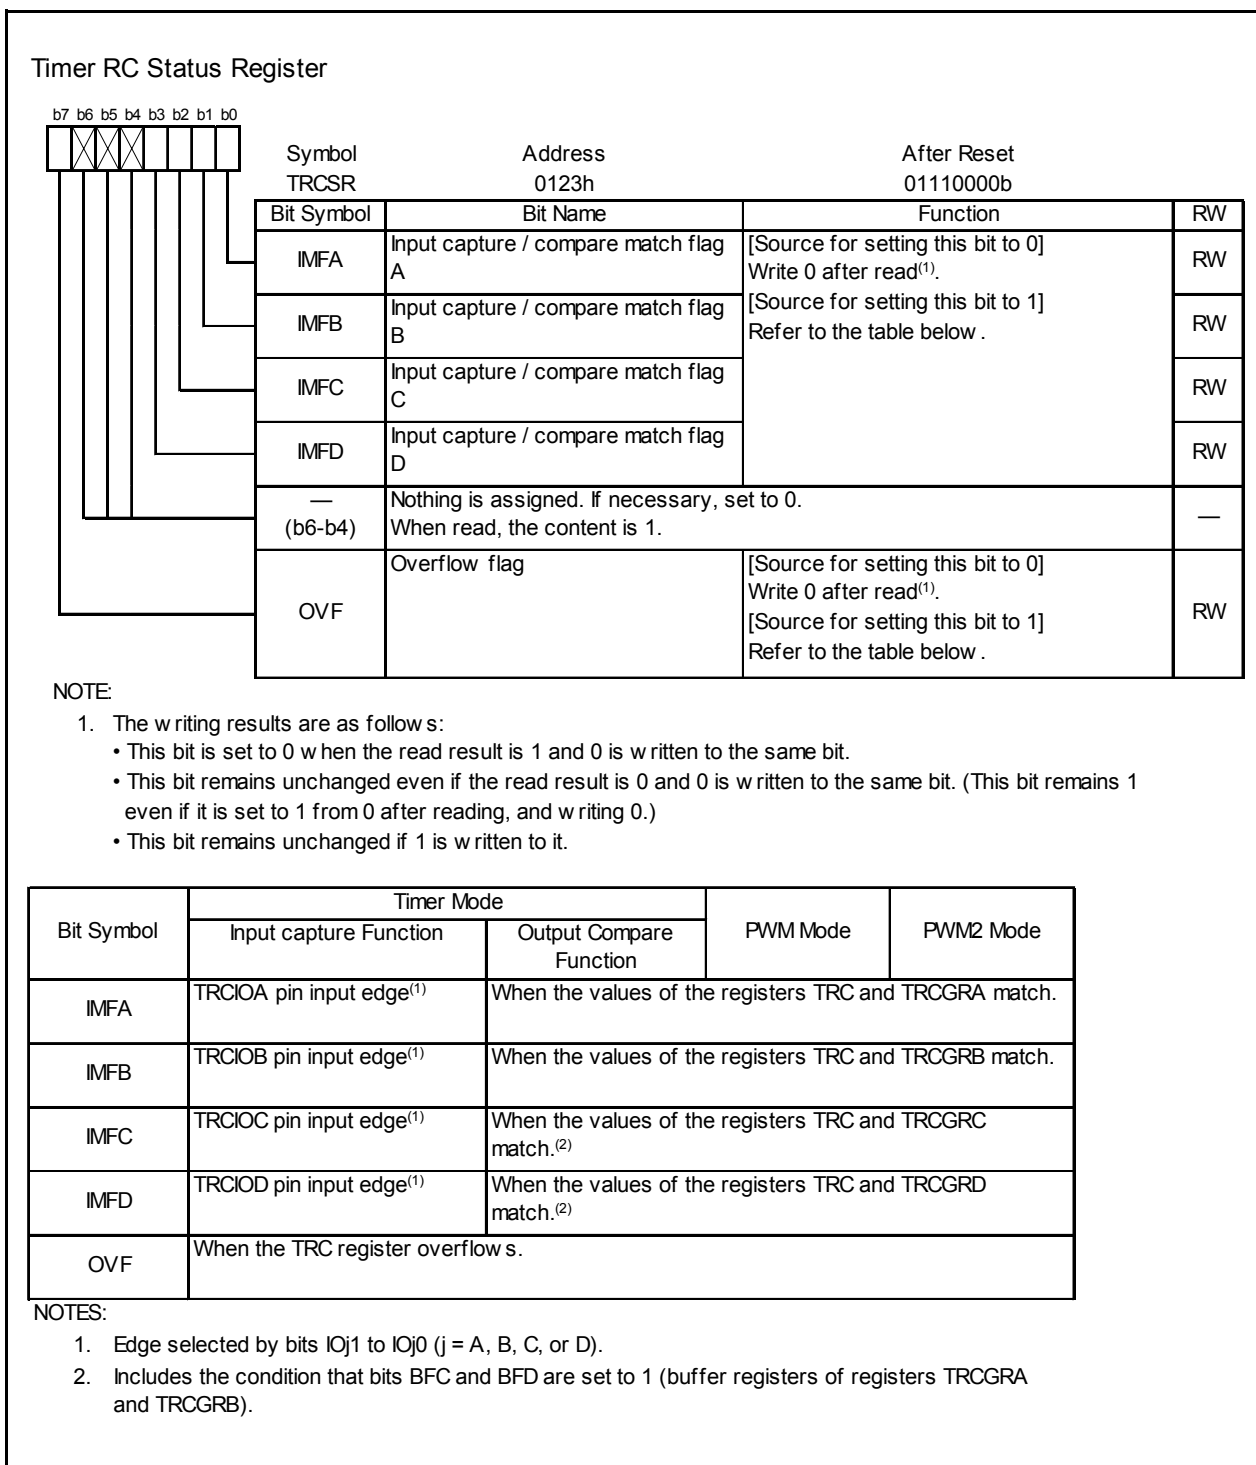 Timer RC Status Register
b7 b6 b5 b4 b3 b2 b1 b0
Symbol Address After Reset
TRCSR 0123h 01110000b
Bit Symbol Bit Name Function RW
IMFA Input capture / compare match flag A [Source for setting this bit to 0] RW
Write 0 after read(1).
IMFB Input capture / compare match flag B [Source for setting this bit to 1] RW
Refer to the table below.
IMFC Input capture / compare match flag C RW
IMFD Input capture / compare match flag D RW
— (b6-b4) Nothing is assigned. If necessary, set to 0. —
When read, the content is 1.
OVF Overflow flag [Source for setting this bit to 0] RW
Write 0 after read(1).
[Source for setting this bit to 1]
Refer to the table below.
NOTE:
1. The writing results are as follows:
• This bit is set to 0 when the read result is 1 and 0 is written to the same bit.
• This bit remains unchanged even if the read result is 0 and 0 is written to the same bit. (This bit remains 1
even if it is set to 1 from 0 after reading, and writing 0.)
• This bit remains unchanged if 1 is written to it.
Bit Symbol Timer Mode PWM Mode PWM2 Mode
Input capture Function Output Compare Function
IMFA TRCIOA pin input edge(1) When the values of the registers TRC and TRCGRA match.
IMFB TRCIOB pin input edge(1) When the values of the registers TRC and TRCGRB match.
IMFC TRCIOC pin input edge(1) When the values of the registers TRC and TRCGRC
match.(2)
IMFD TRCIOD pin input edge(1) When the values of the registers TRC and TRCGRD
match.(2)
OVF When the TRC register overflows.
NOTES:
1. Edge selected by bits IOj1 to IOj0 (j = A, B, C, or D).
2. Includes the condition that bits BFC and BFD are set to 1 (buffer registers of registers TRCGRA
and TRCGRB).